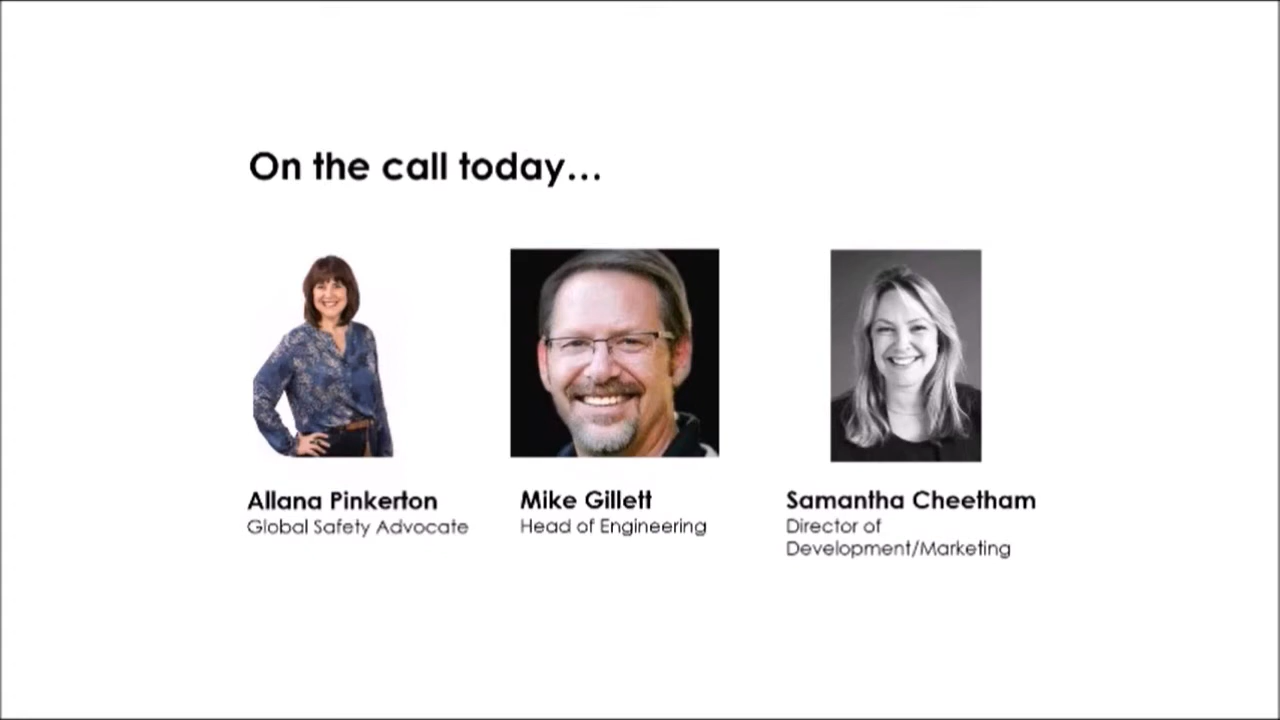 On the call today...
Allana Pinkerton
Global Safety Advocate
Mike Gillett
Head of Engineering
Samantha Cheetham
Director of
Development/Marketing